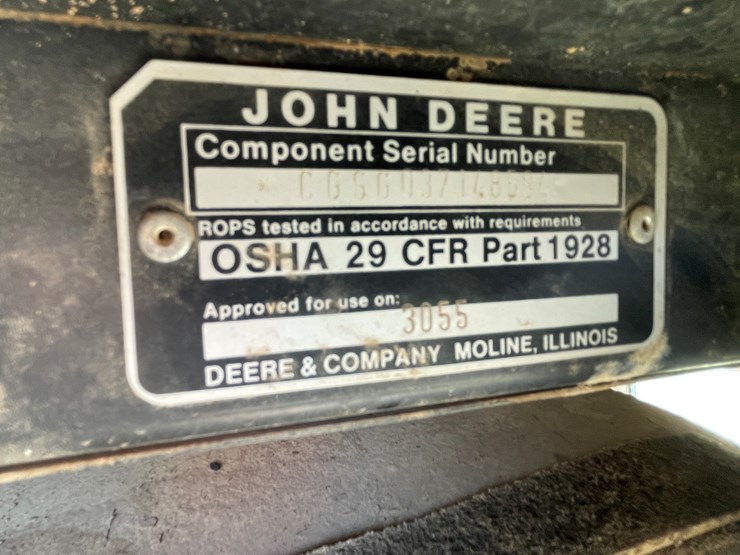 JOHN DEERE
Component Serial Number
ROPS tested in accordance with requirements
OSHA 29 CFR Part 1928
Approved for use on:
3055
DEERE & COMPANY MOLINE, ILLINOIS